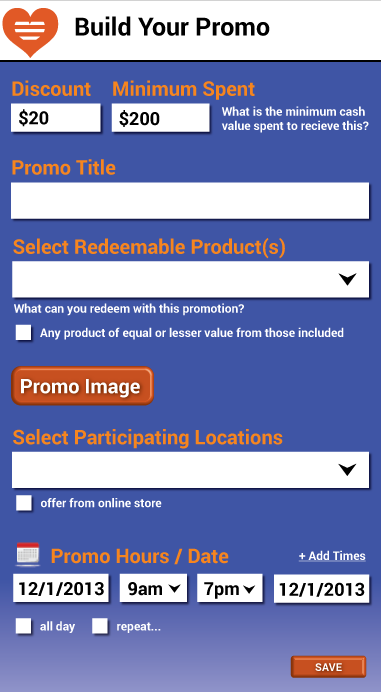 Build Your Promo
Discount Minimum Spent
$20 $200 What is the minimum cash
value spent to recieve this?
Promo Title
Select Redeemable Product(s)
What can you redeem with this promotion?
Any product of equal or lesser value from those included
Promo Image
Select Participating Locations
offer from online store
Promo Hours / Date + Add Times
12/1/2013 9am 7pm 12/1/2013
all day repeat...
SAVE